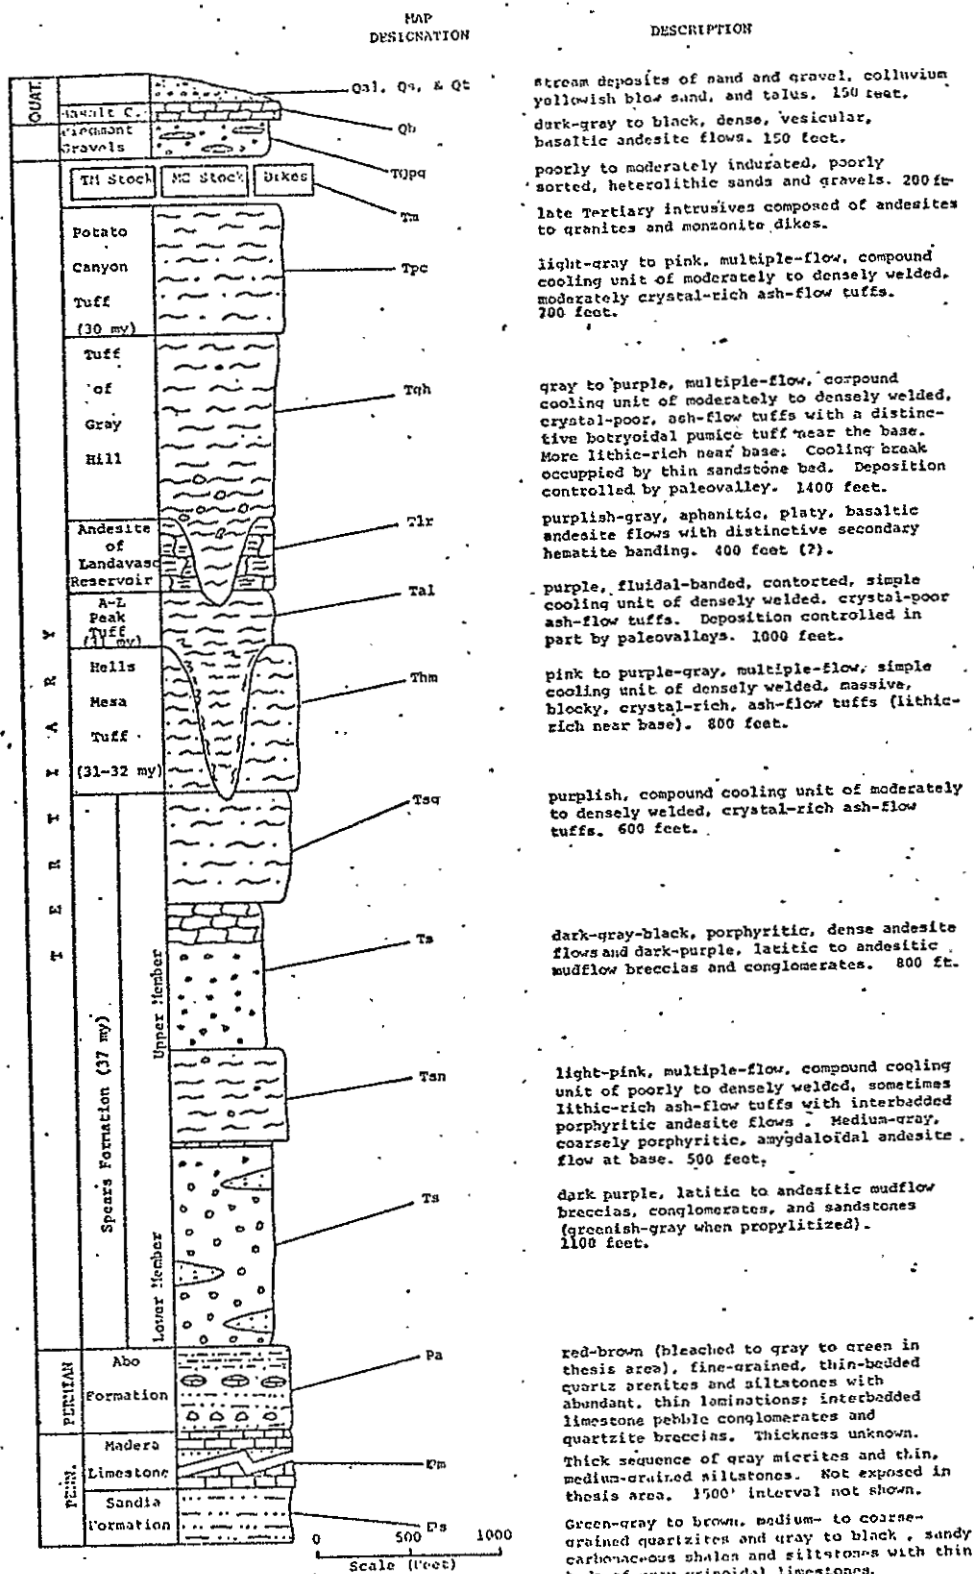 MAP
DESIGNATION
DESCRIPTION
QUAT.
Basalt C.
Piedmont
Gravels
TM Stock
MC Stock
Dikes
Potato
Canyon
Tuff
(30 my)
Tuff
of
Gray
Hill
Andesite
of
Landavaso
Reservoir
A-L
Peak
Tuff
(31 my)
Hells
Mesa
Tuff
(31-32 my)
T E R T I A R Y
Spears Formation (37 my)
Upper Member
Lower Member
PERMIAN
Abo
Formation
PENN.
Madera
Limestone
Sandia
Formation
Qal, Qs, & Qt
Qb
TQpg
Tm
Tpc
Tgh
Tlr
Tal
Thm
Tsg
Ts
Tsn
Ts
Pa
Pm
Ps
stream deposits of sand and gravel, colluvium
yellowish blow sand, and talus. 150 feet.
dark-gray to black, dense, vesicular,
basaltic andesite flows. 150 feet.
poorly to moderately indurated, poorly
sorted, heterolithic sands and gravels. 200 ft
late Tertiary intrusives composed of andesites
to granites and monzonite dikes.
light-gray to pink, multiple-flow, compound
cooling unit of moderately to densely welded,
moderately crystal-rich ash-flow tuffs.
700 feet.
gray to purple, multiple-flow, compound
cooling unit of moderately to densely welded,
crystal-poor, ash-flow tuffs with a distinc-
tive botryoidal pumice tuff near the base.
More lithic-rich near base. Cooling break
occuppied by thin sandstone bed. Deposition
controlled by paleovalley. 1400 feet.
purplish-gray, aphanitic, platy, basaltic
andesite flows with distinctive secondary
hematite banding. 400 feet (?).
purple, fluidal-banded, contorted, simple
cooling unit of densely welded, crystal-poor
ash-flow tuffs. Deposition controlled in
part by paleovalleys. 1000 feet.
pink to purple-gray, multiple-flow, simple
cooling unit of densely welded, massive,
blocky, crystal-rich, ash-flow tuffs (lithic-
rich near base). 800 feet.
purplish, compound cooling unit of moderately
to densely welded, crystal-rich ash-flow
tuffs. 600 feet.
dark-gray-black, porphyritic, dense andesite
flows and dark-purple, latitic to andesitic
mudflow breccias and conglomerates. 800 ft.
light-pink, multiple-flow, compound cooling
unit of poorly to densely welded, sometimes
lithic-rich ash-flow tuffs with interbedded
porphyritic andesite flows. Medium-gray,
coarsely porphyritic, amygdaloidal andesite
flow at base. 500 feet.
dark purple, latitic to andesitic mudflow
breccias, conglomerates, and sandstones
(greenish-gray when propylitized).
1100 feet.
red-brown (bleached to gray to green in
thesis area), fine-grained, thin-bedded
quartz arenites and siltstones with
abundant, thin laminations; interbedded
limestone pebble conglomerates and
quartzite breccias. Thickness unknown.
Thick sequence of gray micrites and thin,
medium-grained siltstones. Not exposed in
thesis area. 1500' interval not shown.
Green-gray to brown, medium- to coarse-
grained quartzites and gray to black, sandy
carbonaceous shales and siltstones with thin
crinoidal limestones.
0 500 1000
Scale (Feet)